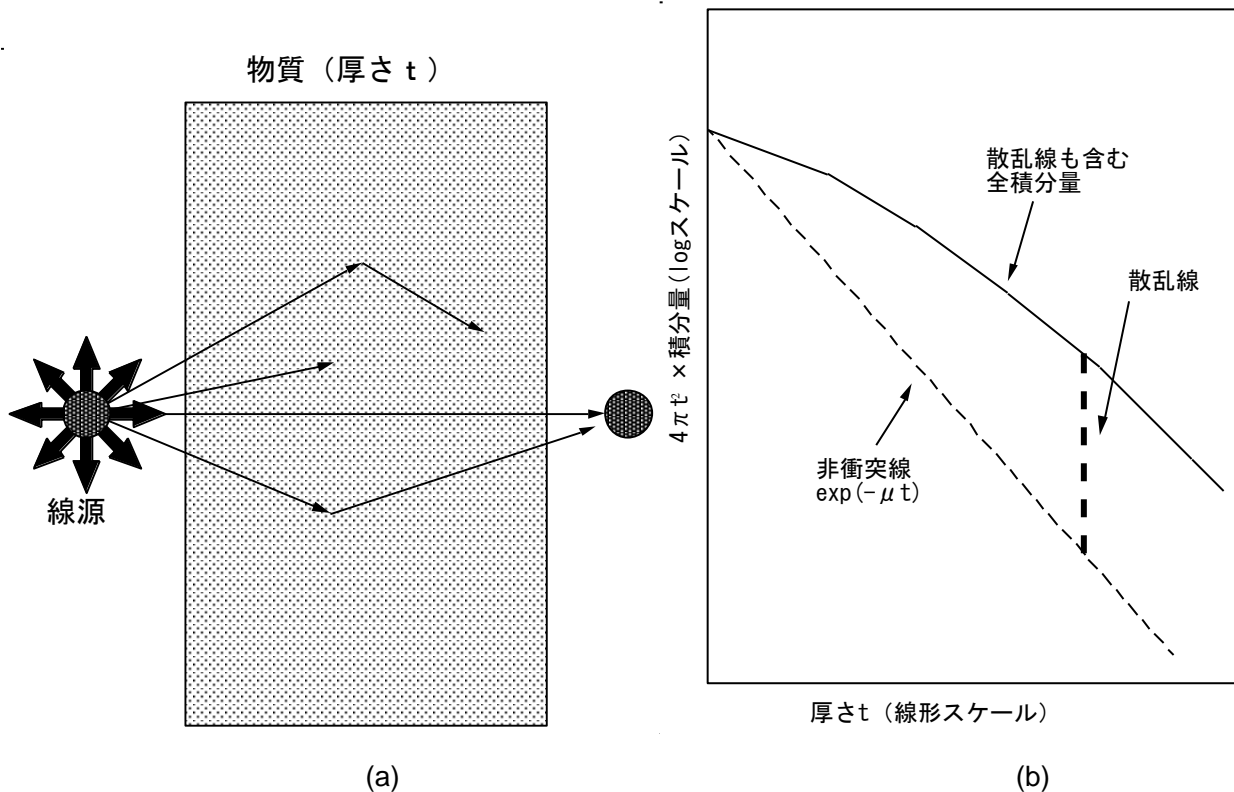 物質（厚さ t ）
線源
(a)
4πt² ×積分量(logスケール)
散乱線も含む
全積分量
散乱線
非衝突線
exp(-μt)
厚さt（線形スケール）
(b)